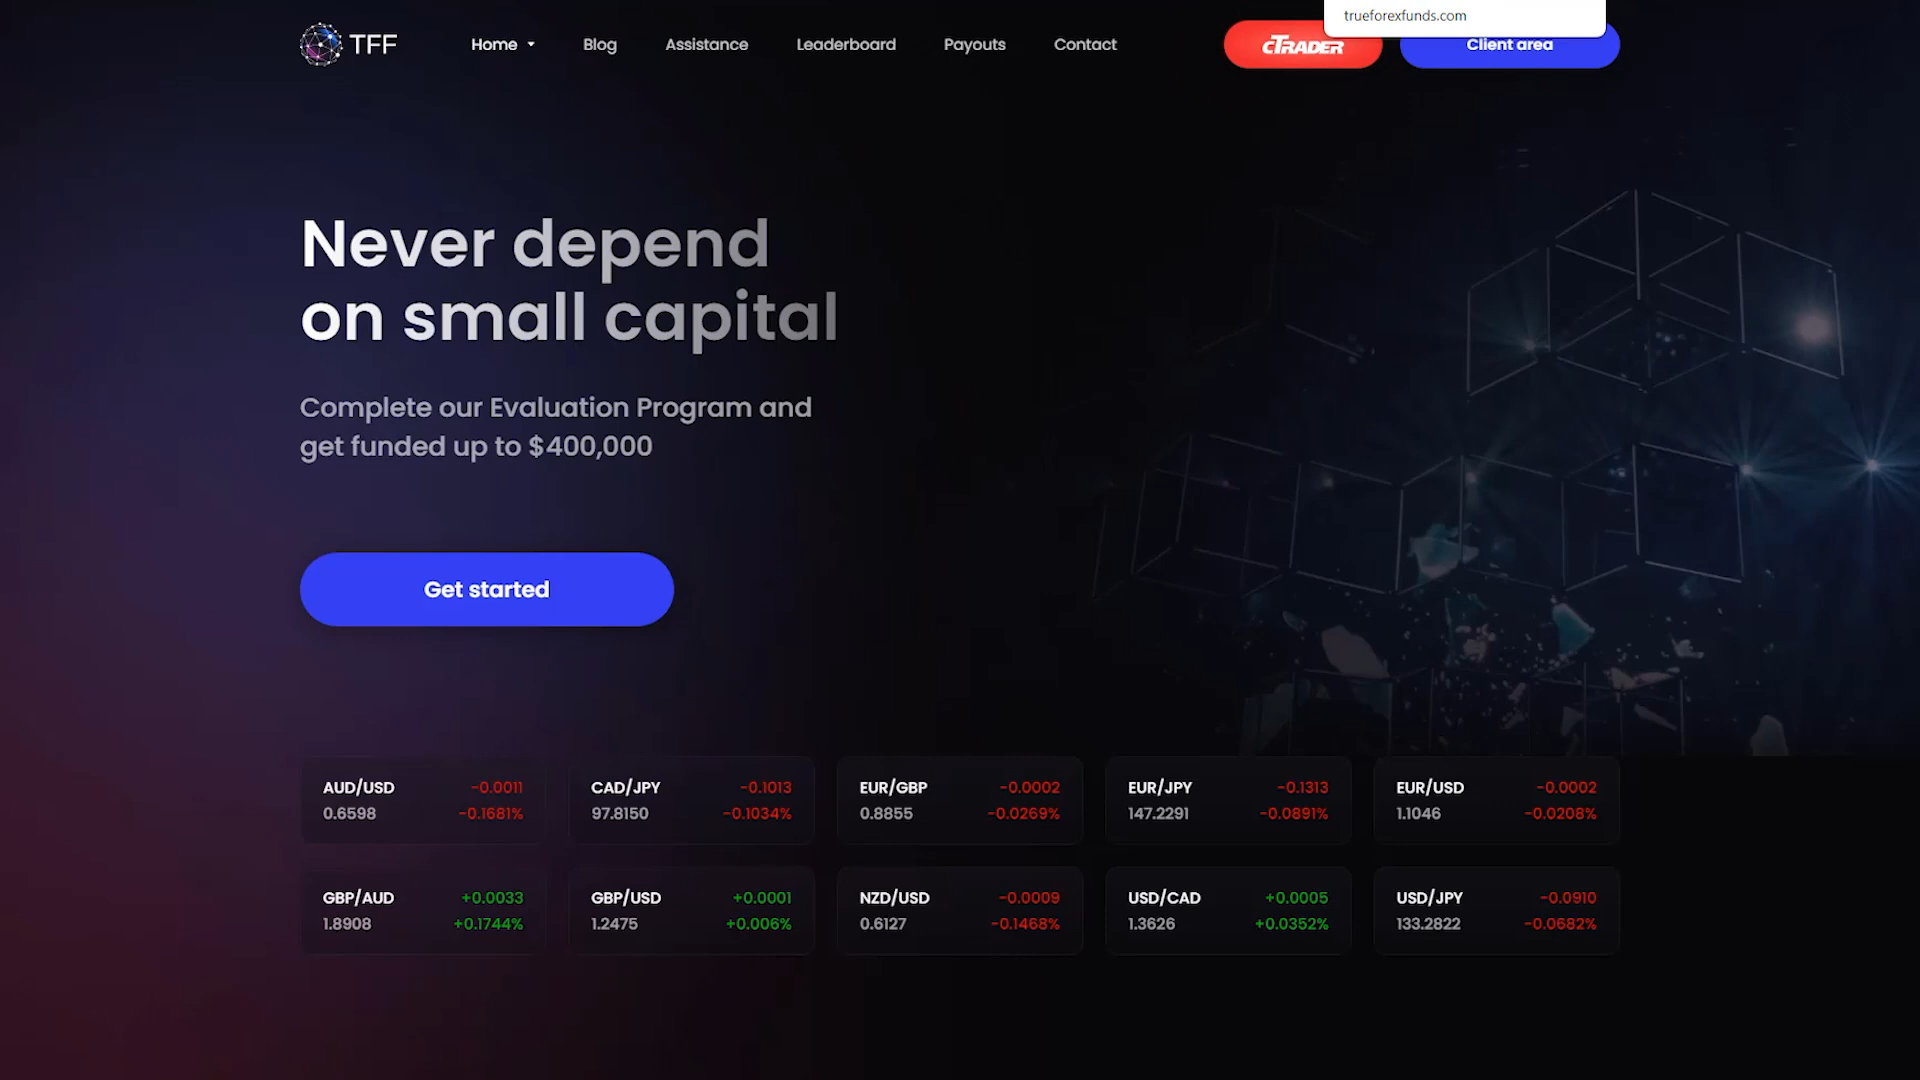 trueforexfunds.com
TFF
Home
Blog
Assistance
Leaderboard
Payouts
Contact
cTRADER
Client area
Never depend
on small capital
Complete our Evaluation Program and
get funded up to $400,000
Get started
AUD/USD -0.0011
0.6598 -0.1681%
CAD/JPY -0.1013
97.8150 -0.1034%
EUR/GBP -0.0002
0.8855 -0.0269%
EUR/JPY -0.1313
147.2291 -0.0891%
EUR/USD -0.0002
1.1046 -0.0208%
GBP/AUD +0.0033
1.8908 +0.1744%
GBP/USD +0.0001
1.2475 +0.006%
NZD/USD -0.0009
0.6127 -0.1468%
USD/CAD +0.0005
1.3626 +0.0352%
USD/JPY -0.0910
133.2822 -0.0682%